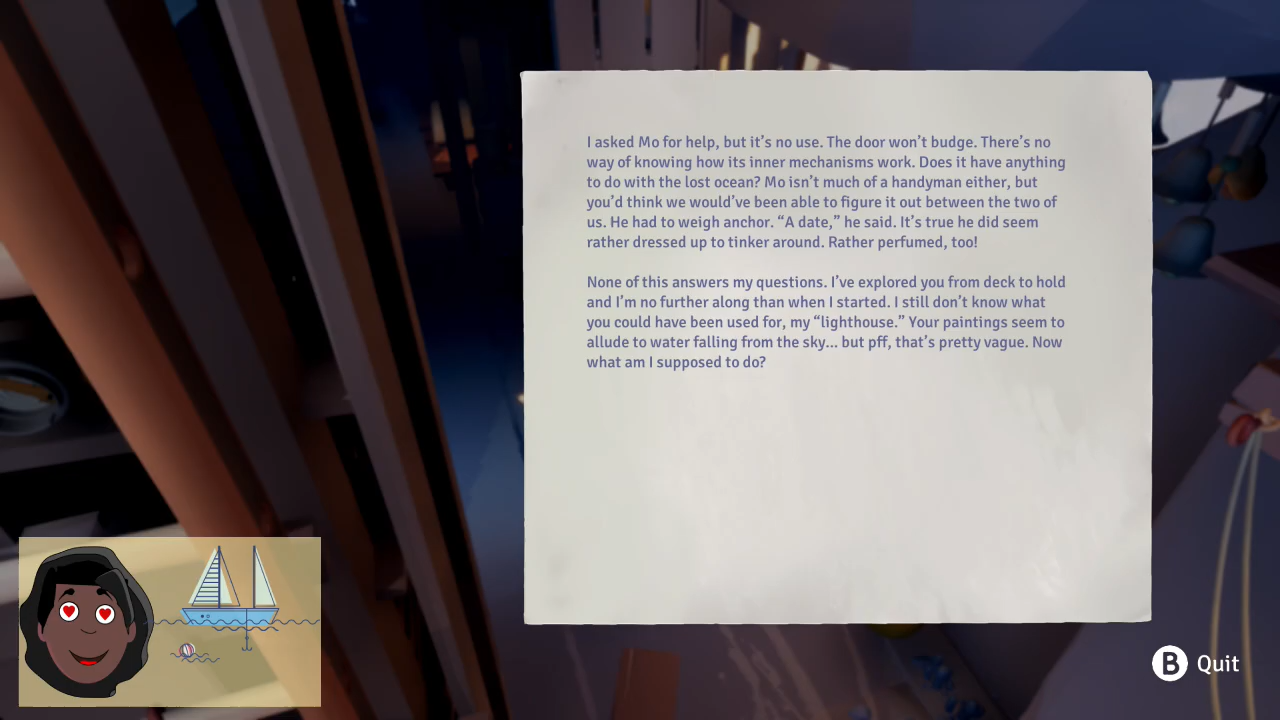 I asked Mo for help, but it's no use. The door won't budge. There's no
way of knowing how its inner mechanisms work. Does it have anything
to do with the lost ocean? Mo isn't much of a handyman either, but
you'd think we would've been able to figure it out between the two of
us. He had to weigh anchor. “A date,” he said. It's true he did seem
rather dressed up to tinker around. Rather perfumed, too!
None of this answers my questions. I've explored you from deck to hold
and I'm no further along than when I started. I still don't know what
you could have been used for, my “lighthouse.” Your paintings seem to
allude to water falling from the sky... but pff, that's pretty vague. Now
what am I supposed to do?
B Quit